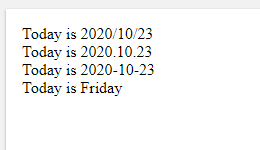 Today is 2020/10/23
Today is 2020.10.23
Today is 2020-10-23
Today is Friday